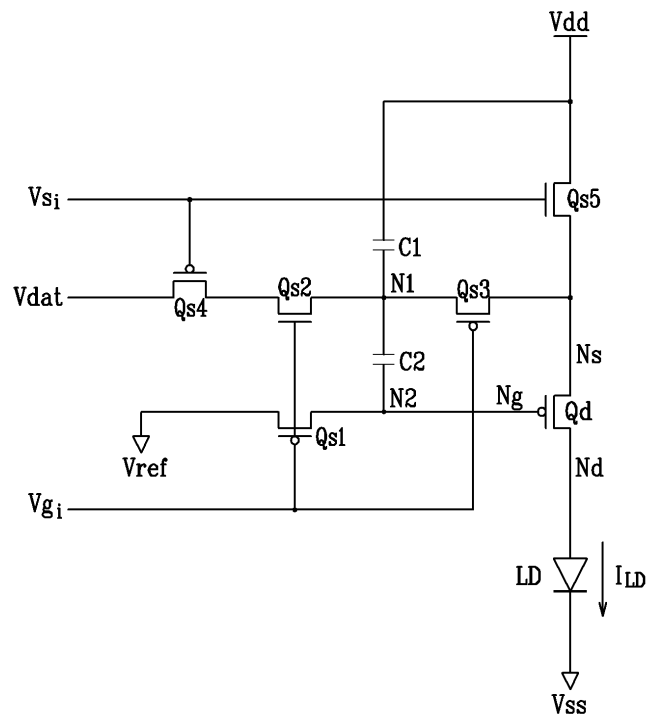 Vdd
Vsi
Qs5
C1
Qs2
N1
Qs3
Vdat
Qs4
C2
Ns
N2
Ng
Qd
Qs1
Vref
Nd
Vgi
LD
ILD
Vss